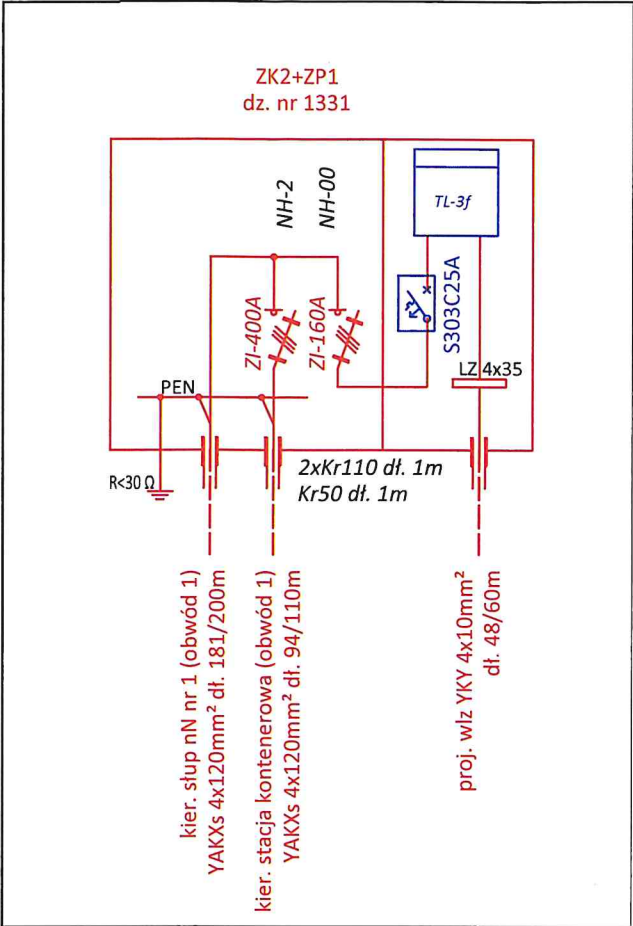 ZK2+ZP1
dz. nr 1331
NH-2
NH-00
TL-3f
ZI-400A
ZI-160A
S303C25A
LZ 4x35
PEN
R<30 Ω
2xKr110 dł. 1m
Kr50 dł. 1m
kier. słup nN nr 1 (obwód 1)
YAKXs 4x120mm² dł. 181/200m
kier. stacja kontenerowa (obwód 1)
YAKXs 4x120mm² dł. 94/110m
proj. wlz YKY 4x10mm²
dł. 48/60m